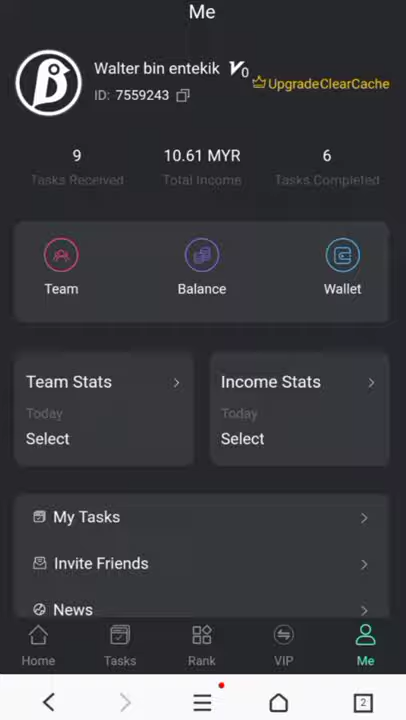 Me
Walter bin entekik V0
UpgradeClearCache
ID: 7559243
9 10.61 MYR 6
Tasks Received Total Income Tasks Completed
Team Balance Wallet
Team Stats Income Stats
Today Today
Select Select
My Tasks
Invite Friends
News
Home Tasks Rank VIP Me
2